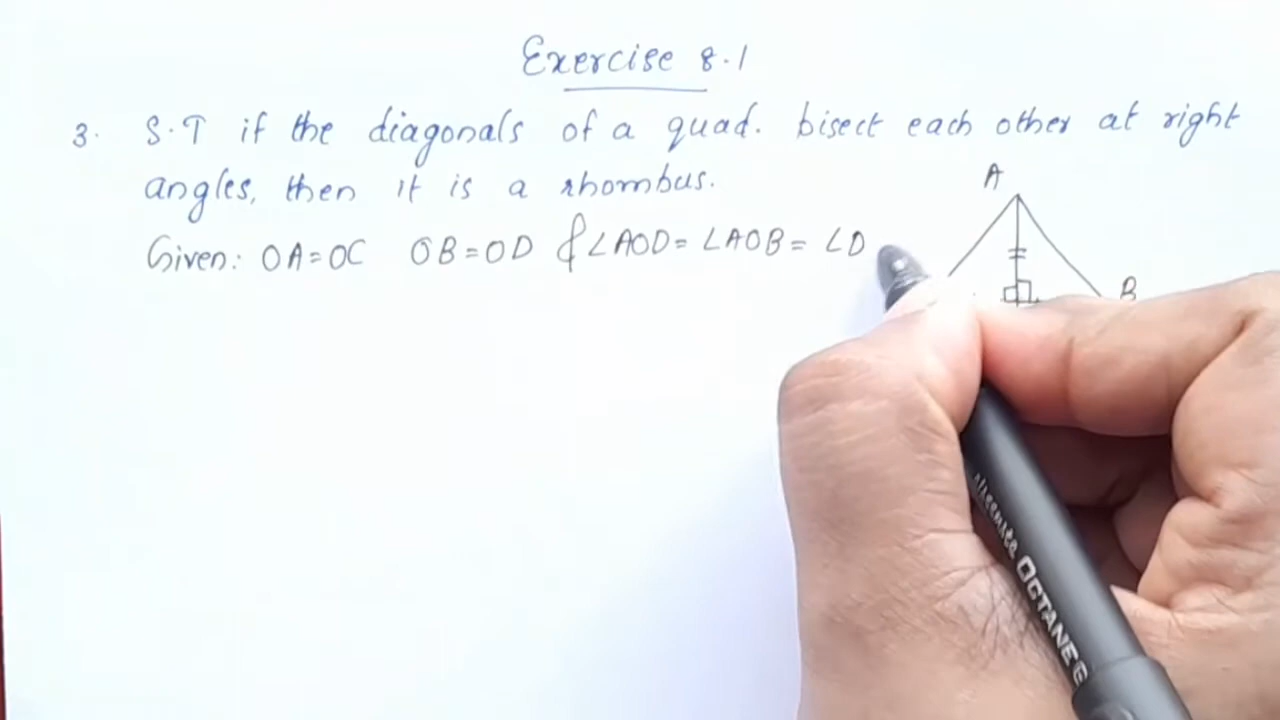 Exercise 8.1
3. S.T if the diagonals of a quad. bisect each other at right
angles, then it is a rhombus.
Given: OA=OC OB=OD & ∠AOD= ∠AOB= ∠D
A
B
OCTANE